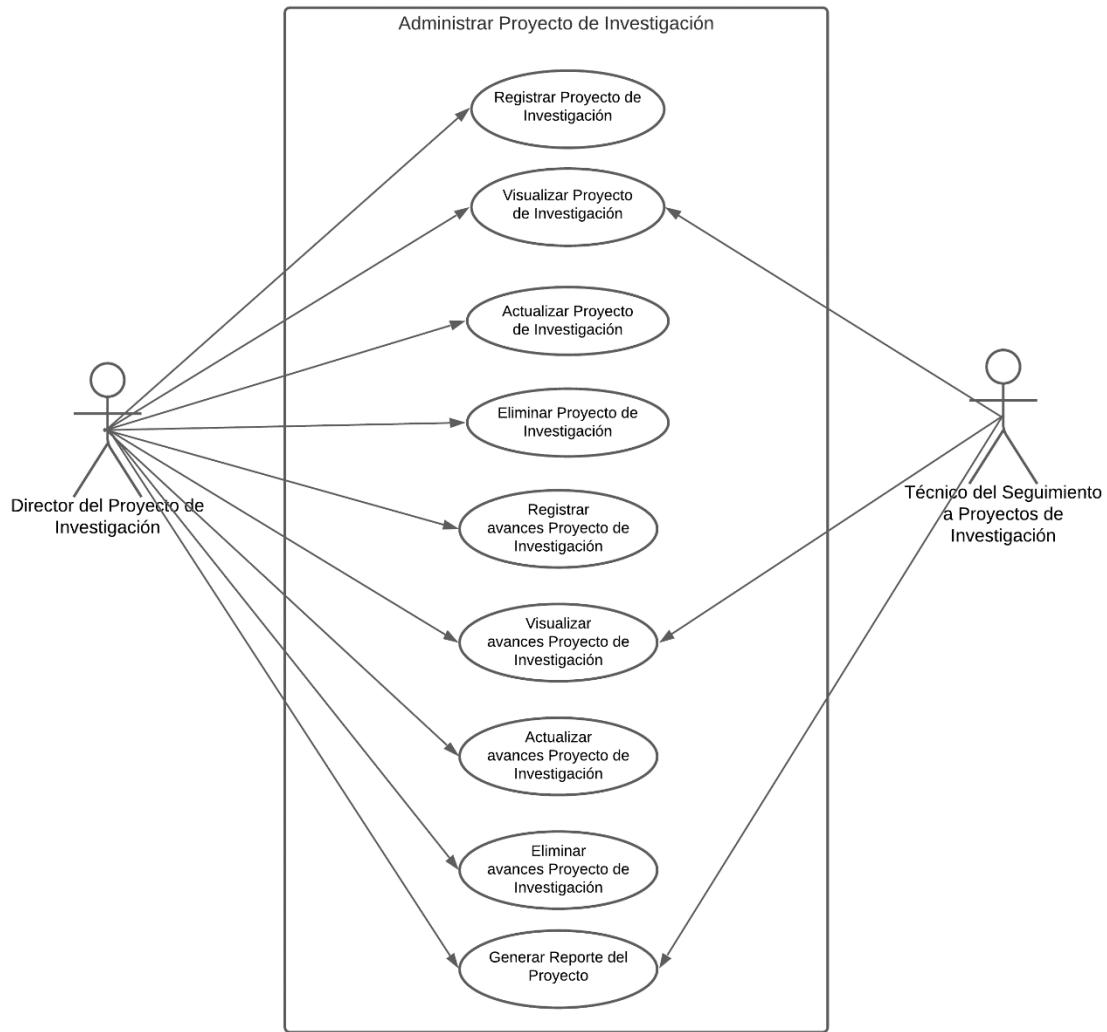 Administrar Proyecto de Investigación
Registrar Proyecto de
Investigación
Visualizar Proyecto
de Investigación
Actualizar Proyecto
de Investigación
Eliminar Proyecto de
Investigación
Director del Proyecto de
Investigación
Técnico del Seguimiento
a Proyectos de
Investigación
Registrar
avances Proyecto de
Investigación
Visualizar
avances Proyecto de
Investigación
Actualizar
avances Proyecto de
Investigación
Eliminar
avances Proyecto de
Investigación
Generar Reporte del
Proyecto